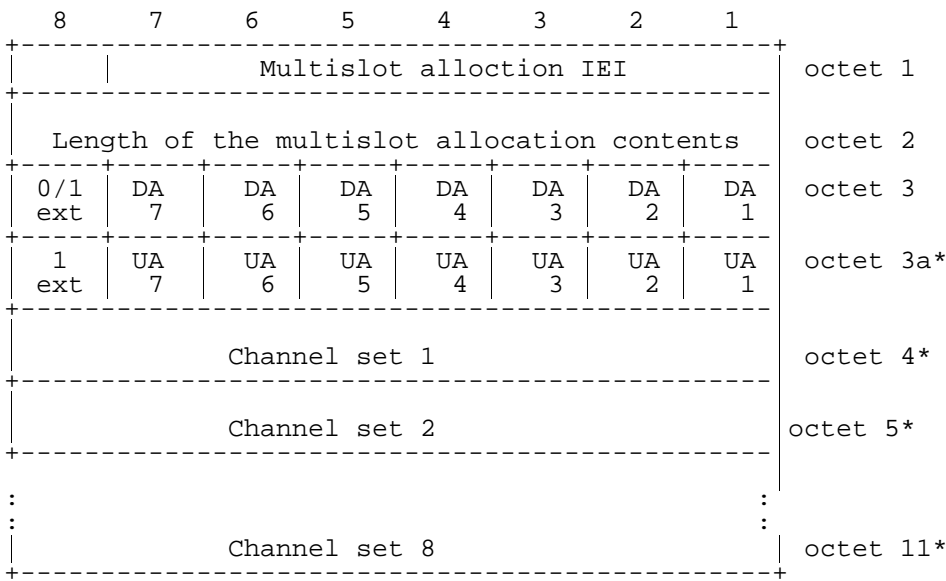 8 7 6 5 4 3 2 1
Multislot alloction IEI octet 1
Length of the multislot allocation contents octet 2
0/1 DA DA DA DA DA DA DA octet 3
ext 7 6 5 4 3 2 1
1 UA UA UA UA UA UA UA octet 3a*
ext 7 6 5 4 3 2 1
Channel set 1 octet 4*
Channel set 2 octet 5*
: :
: :
Channel set 8 octet 11*